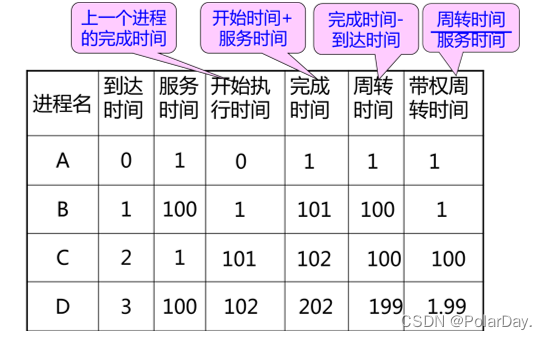 上一个进程
的完成时间
开始时间+
服务时间
完成时间-
到达时间
周转时间
服务时间
进程名 到达时间 服务时间 开始执行时间 完成时间 周转时间 带权周转时间
A 0 1 0 1 1 1
B 1 100 1 101 100 1
C 2 1 101 102 100 100
D 3 100 102 202 199 1.99
CSDN @PolarDay.